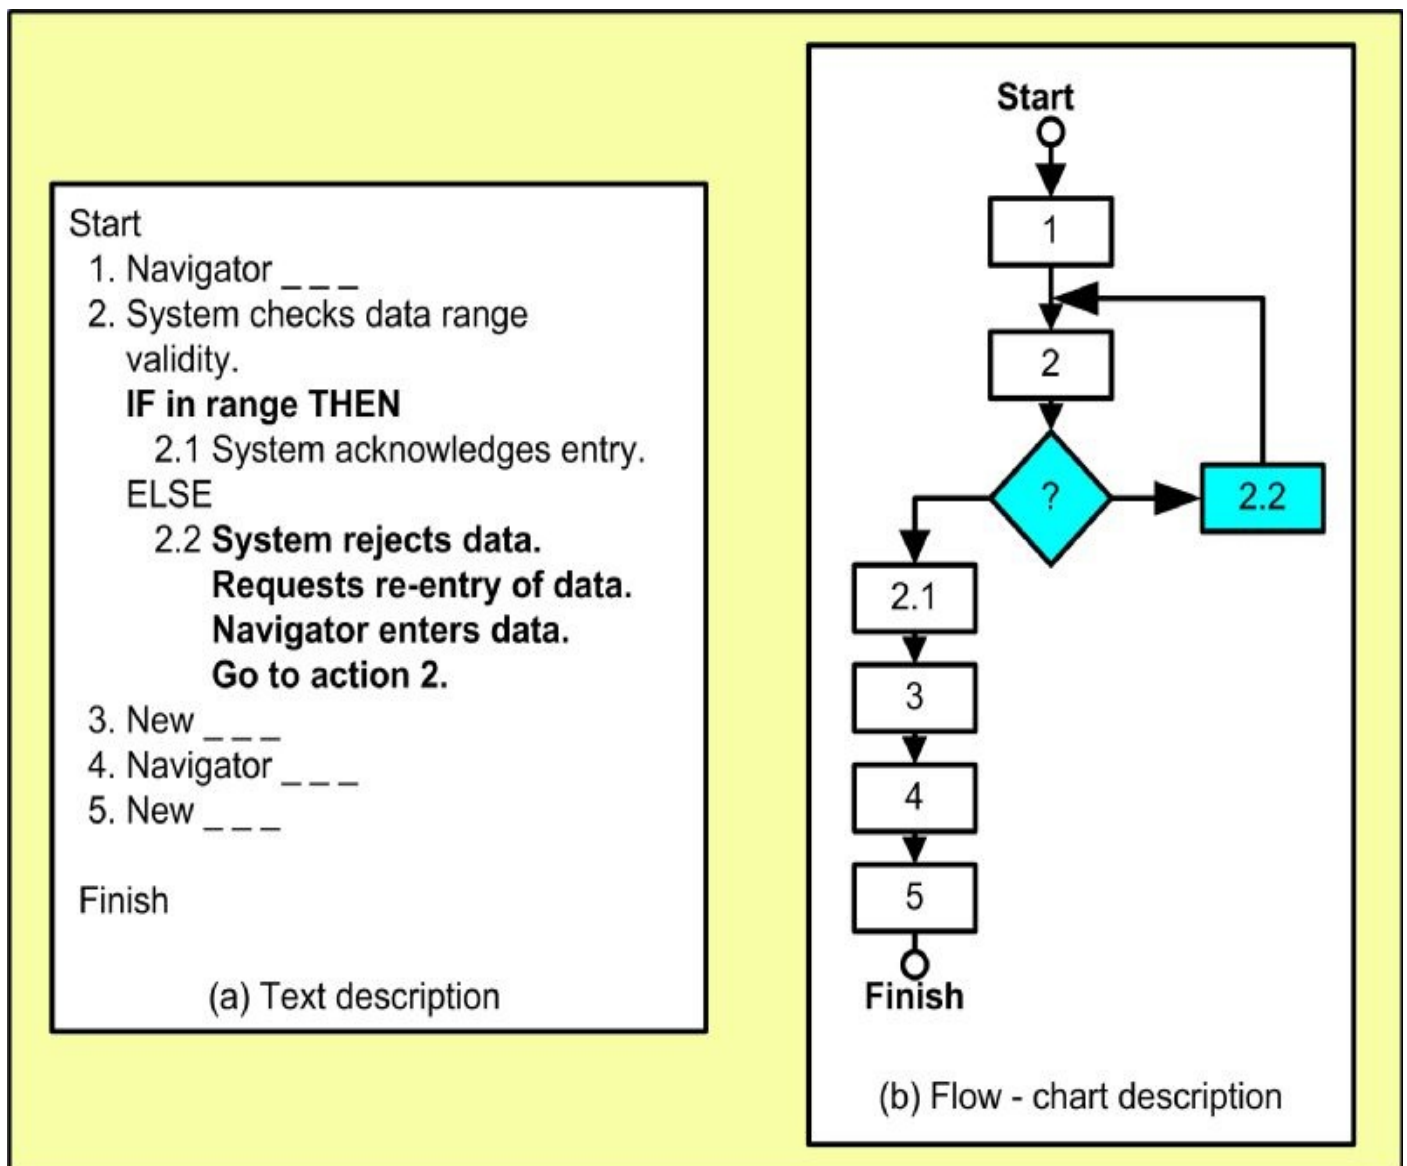 Start
1. Navigator _ _ _
2. System checks data range
validity.
IF in range THEN
2.1 System acknowledges entry.
ELSE
2.2 System rejects data.
Requests re-entry of data.
Navigator enters data.
Go to action 2.
3. New _ _ _
4. Navigator _ _ _
5. New _ _ _
Finish
(a) Text description
Start
1
2
?
2.2
2.1
3
4
5
Finish
(b) Flow - chart description